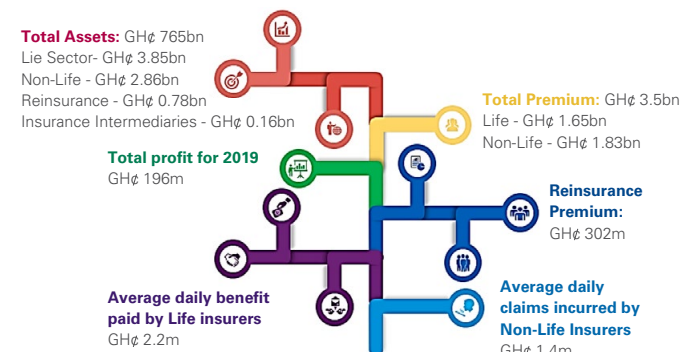 Total Assets: GH¢ 765bn
Lie Sector- GH¢ 3.85bn
Non-Life - GH¢ 2.86bn
Reinsurance - GH¢ 0.78bn
Insurance Intermediaries - GH¢ 0.16bn
Total Premium: GH¢ 3.5bn
Life - GH¢ 1.65bn
Non-Life - GH¢ 1.83bn
Total profit for 2019
GH¢ 196m
Reinsurance
Premium:
GH¢ 302m
Average daily benefit
paid by Life insurers
GH¢ 2.2m
Average daily
claims incurred by
Non-Life Insurers
GH¢ 1.4m